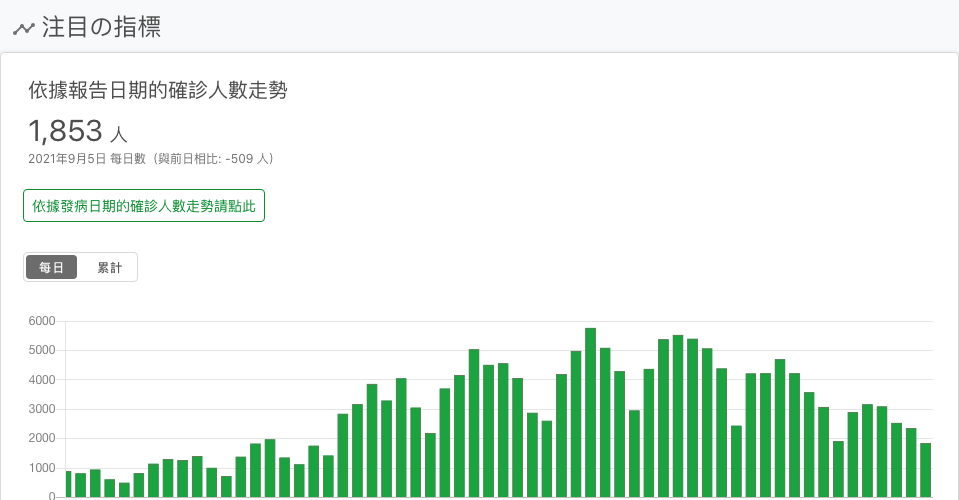 注目の指標
依據報告日期的確診人數走勢
1,853 人
2021年9月5日 每日數（與前日相比: -509 人）
依據發病日期的確診人數走勢請點此
每日 累計
6000
5000
4000
3000
2000
1000
0